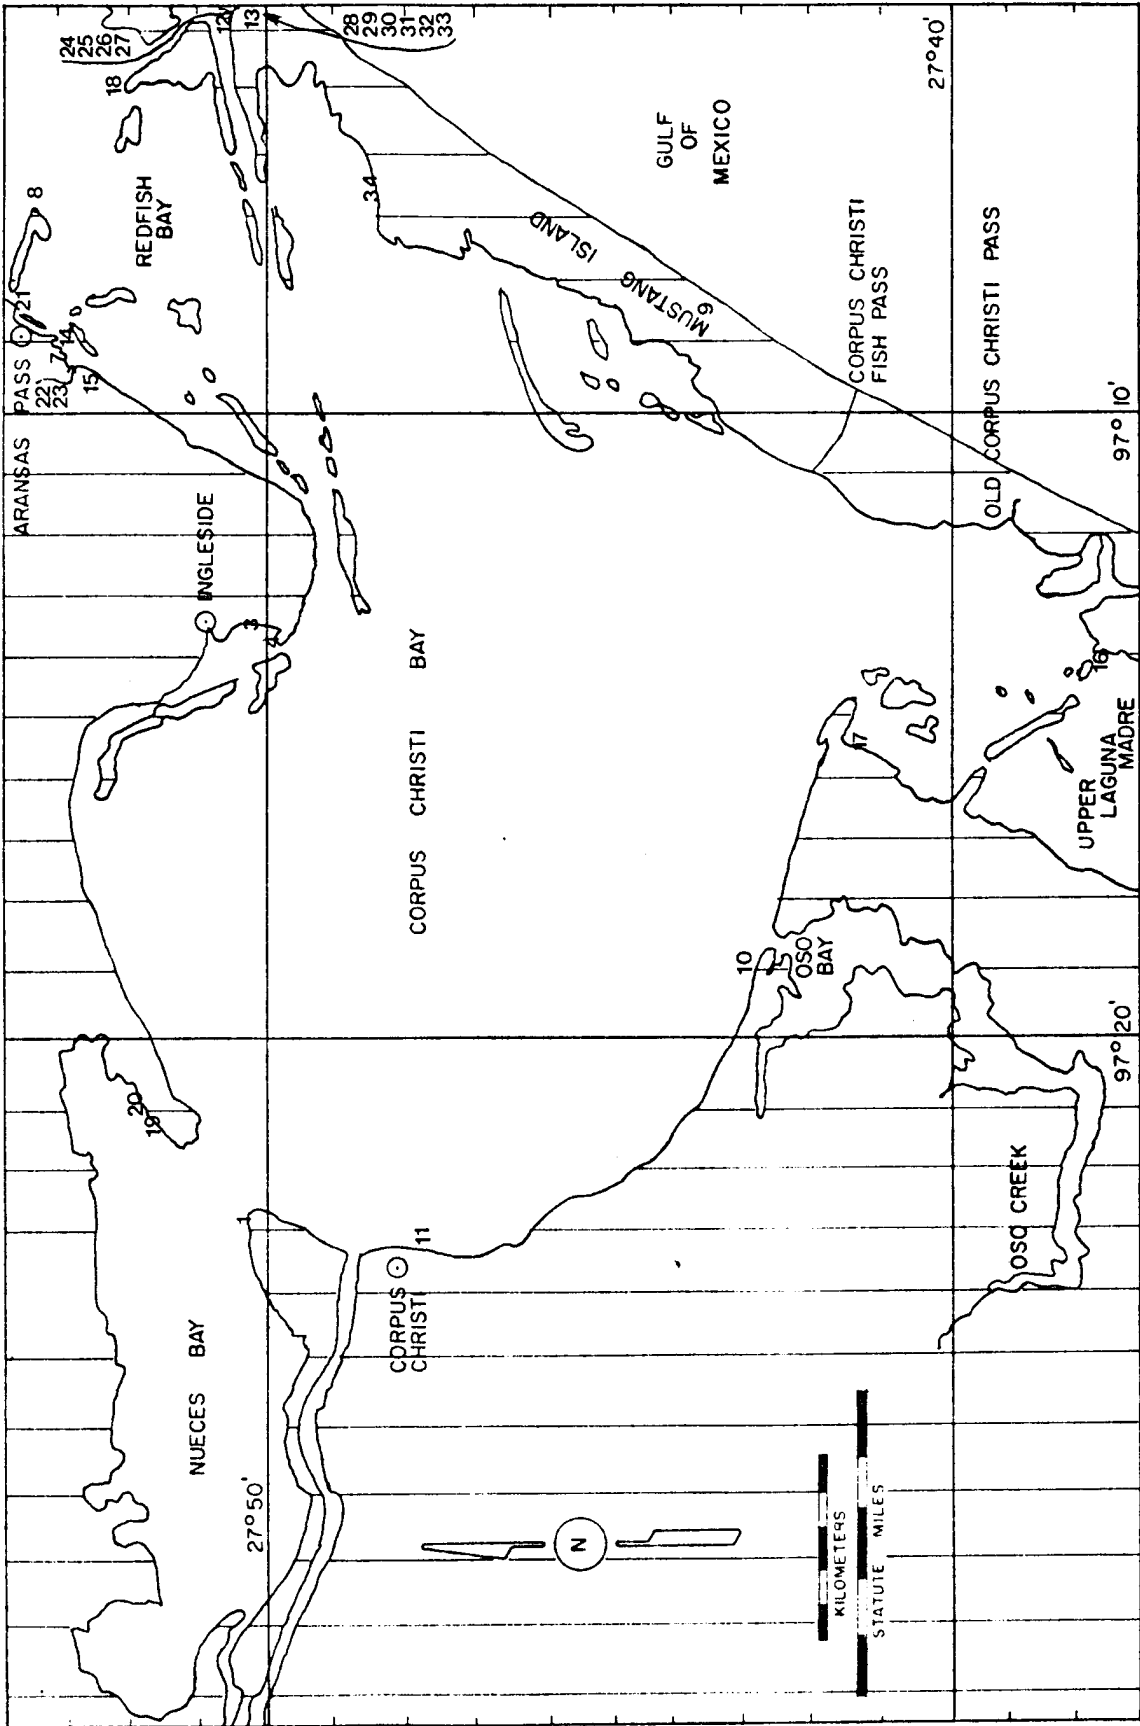 ARANSAS PASS
21
8
22
23
7
14
15
24
25
26
27
18
12
13
REDFISH
BAY
INGLESIDE
3
4
20
19
NUECES BAY
1
27°50'
28
29
30
31
32
33
34
CORPUS
CHRISTI
11
CORPUS CHRISTI BAY
MUSTANG
ISLAND
GULF
OF
MEXICO
N
10
OSO
BAY
17
CORPUS CHRISTI
FISH PASS
KILOMETERS
STATUTE MILES
27°40'
OLD CORPUS CHRISTI PASS
OSO CREEK
UPPER
LAGUNA
MADRE
16
97°20'
97°10'